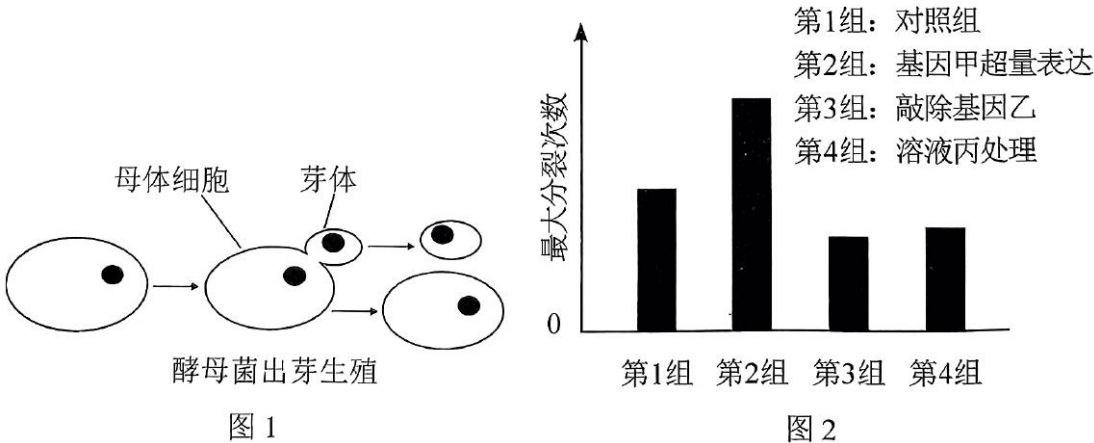 母体细胞
芽体
酵母菌出芽生殖
图1
第1组：对照组
第2组：基因甲超量表达
第3组：敲除基因乙
第4组：溶液丙处理
最大分裂次数
0
第1组 第2组 第3组 第4组
图2